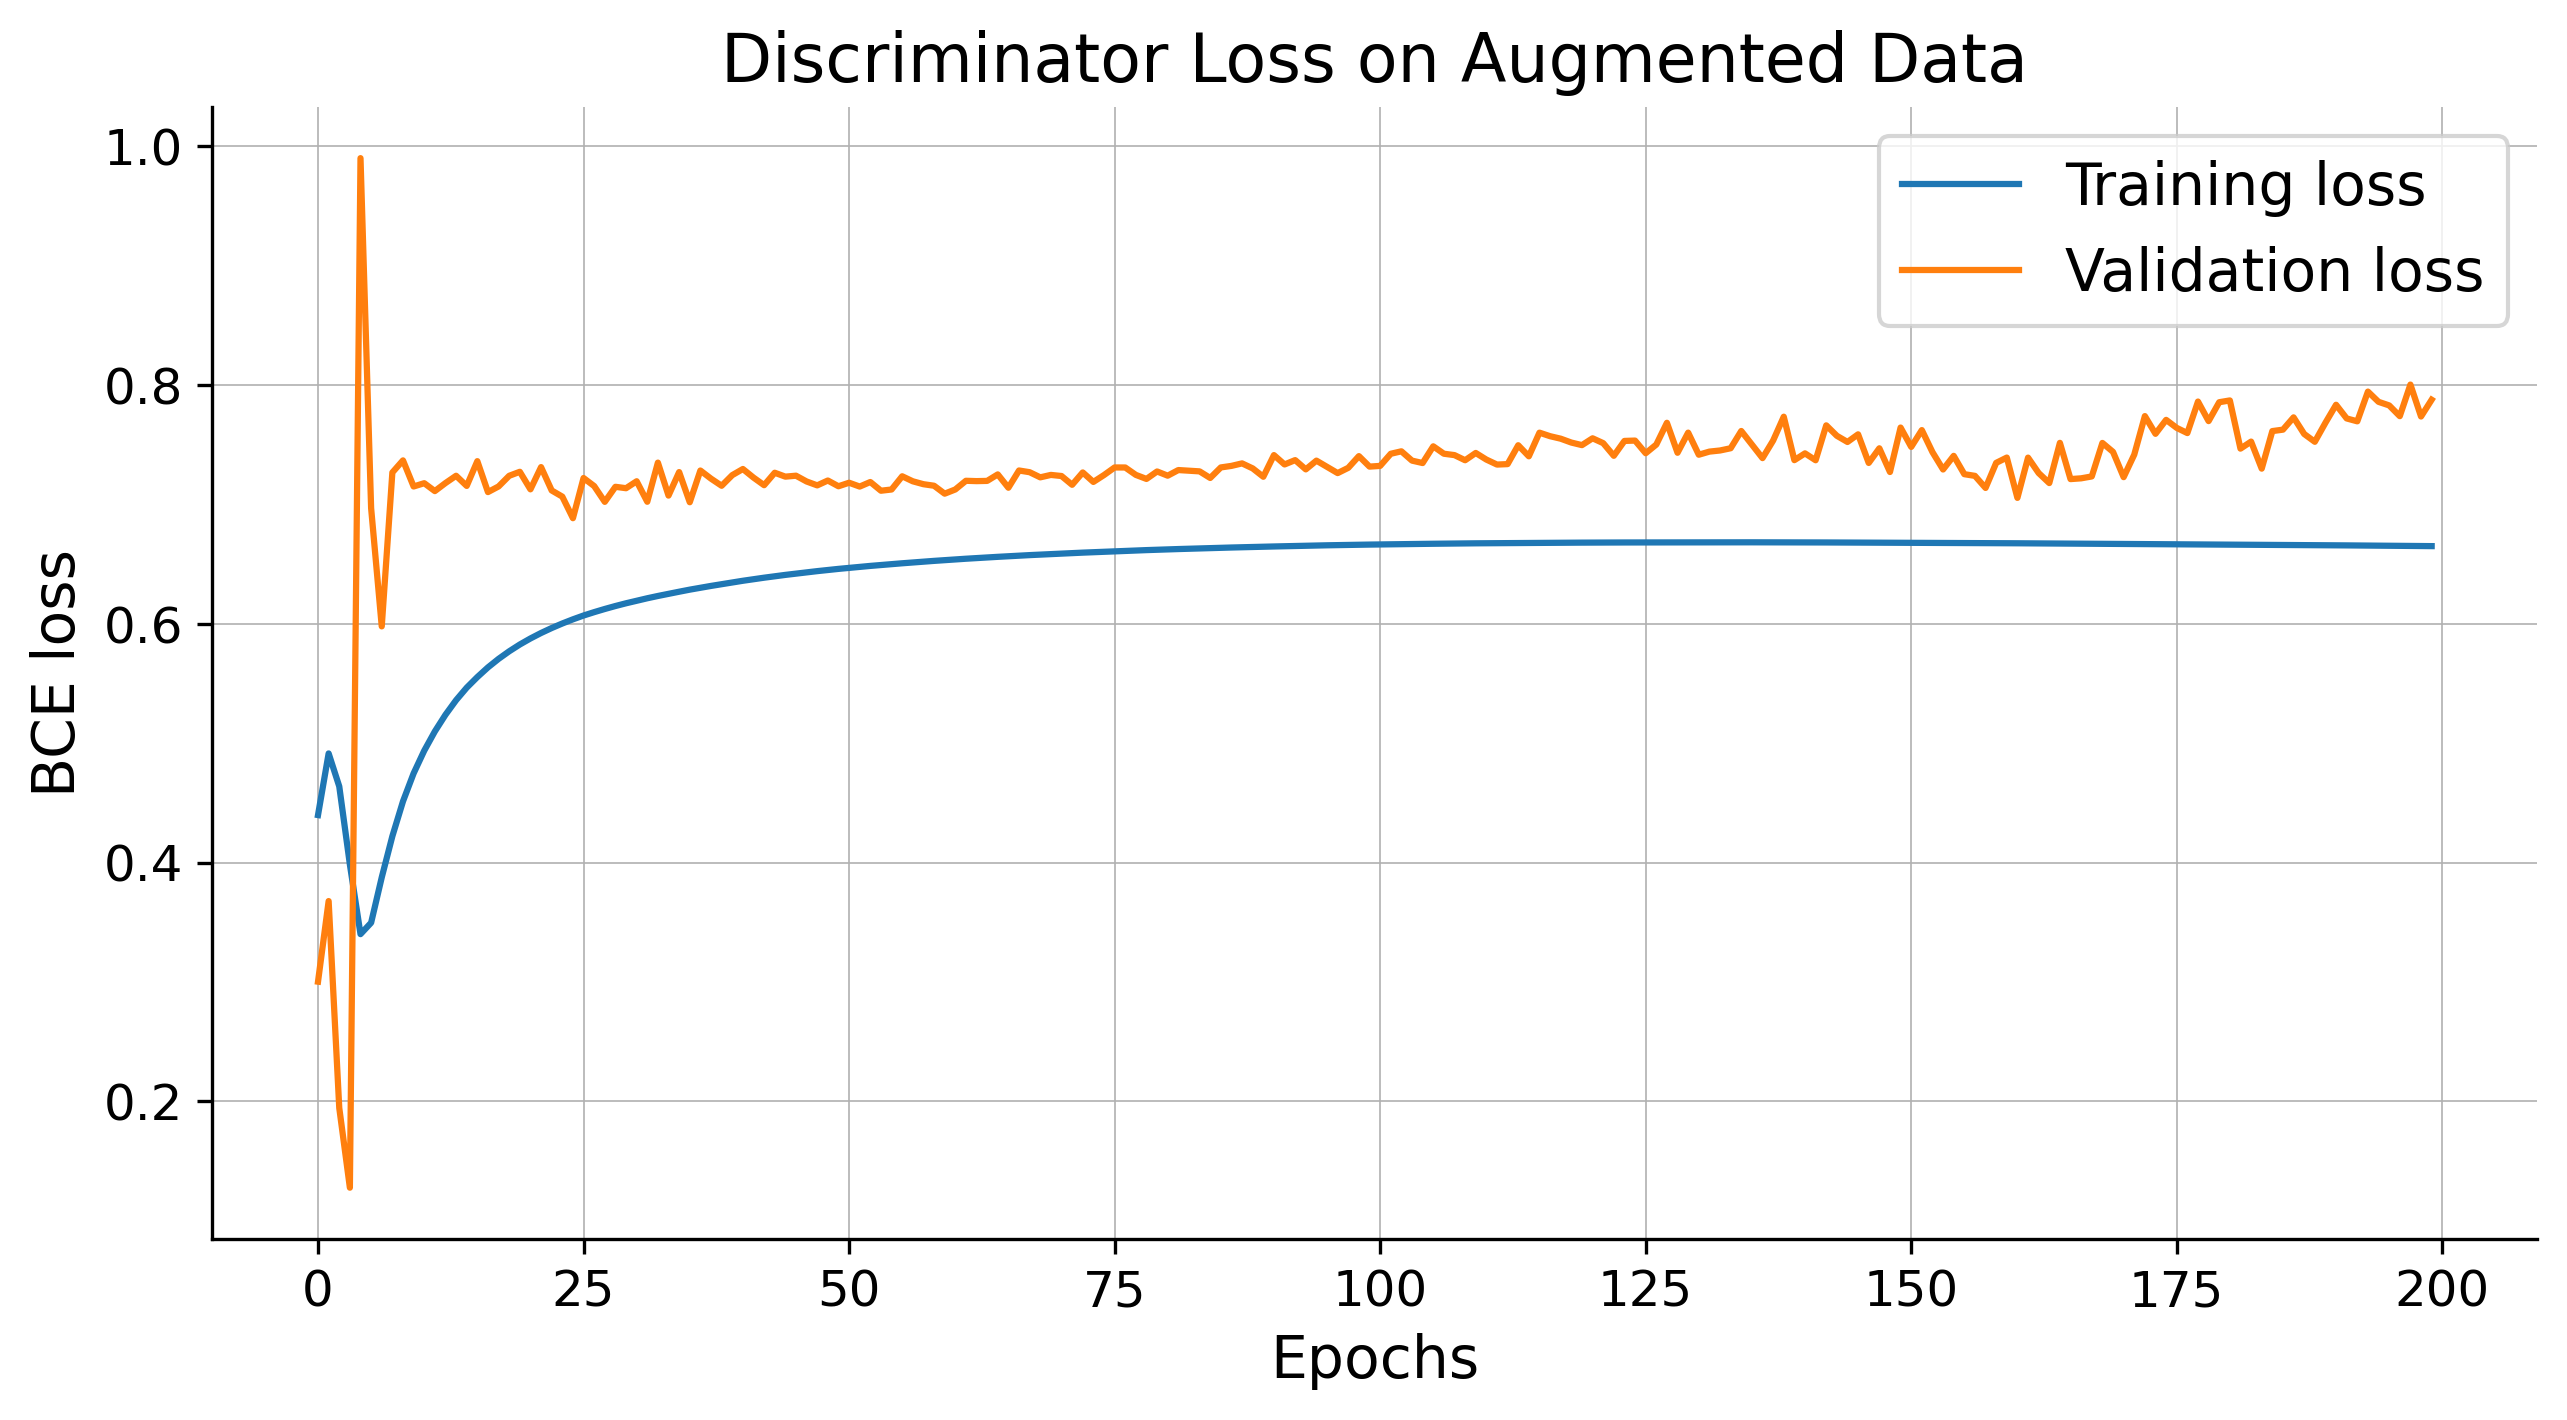 Discriminator Loss on Augmented Data
1.0
0.8
0.6
0.4
0.2
BCE loss
Training loss
Validation loss
0 25 50 75 100 125 150 175 200
Epochs